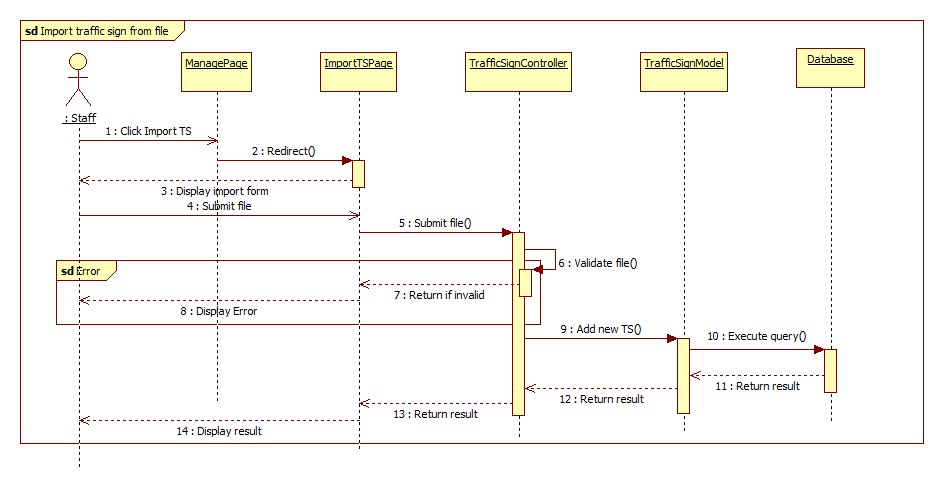 sd Import traffic sign from file
ManagePage
ImportTSPage
TrafficSignController
TrafficSignModel
Database
: Staff
1 : Click Import TS
2 : Redirect()
3 : Display import form
4 : Submit file
5 : Submit file()
6 : Validate file()
sd Error
7 : Return if invalid
8 : Display Error
9 : Add new TS()
10 : Execute query()
11 : Return result
12 : Return result
13 : Return result
14 : Display result